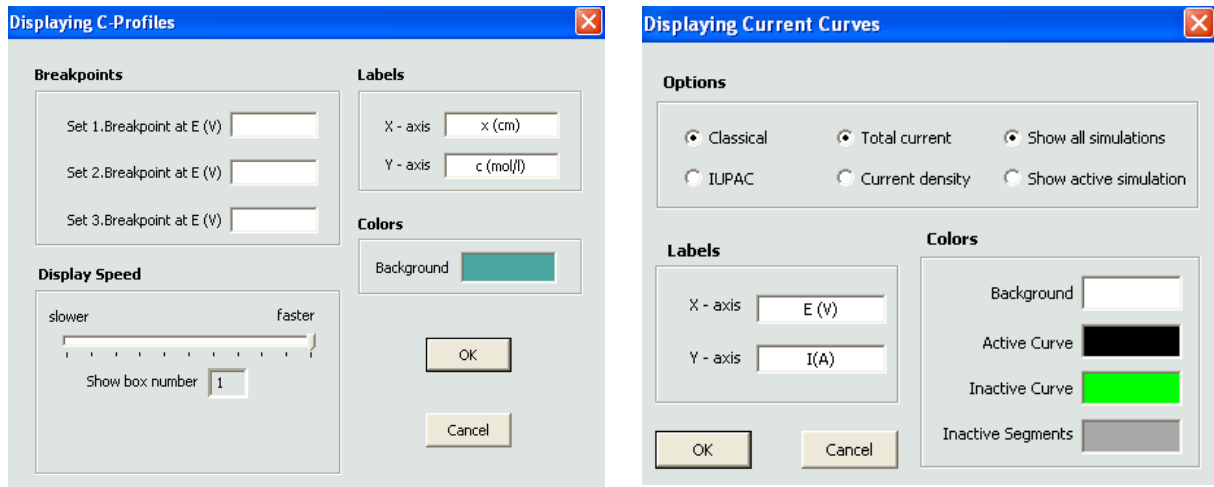 Displaying C-Profiles
Breakpoints
Set 1.Breakpoint at E (V)
Set 2.Breakpoint at E (V)
Set 3.Breakpoint at E (V)
Display Speed
slower faster
Show box number 1
Labels
X - axis x (cm)
Y - axis c (mol/l)
Colors
Background
OK
Cancel
Displaying Current Curves
Options
Classical Total current Show all simulations
IUPAC Current density Show active simulation
Labels
X - axis E (V)
Y - axis I(A)
Colors
Background
Active Curve
Inactive Curve
Inactive Segments
OK Cancel